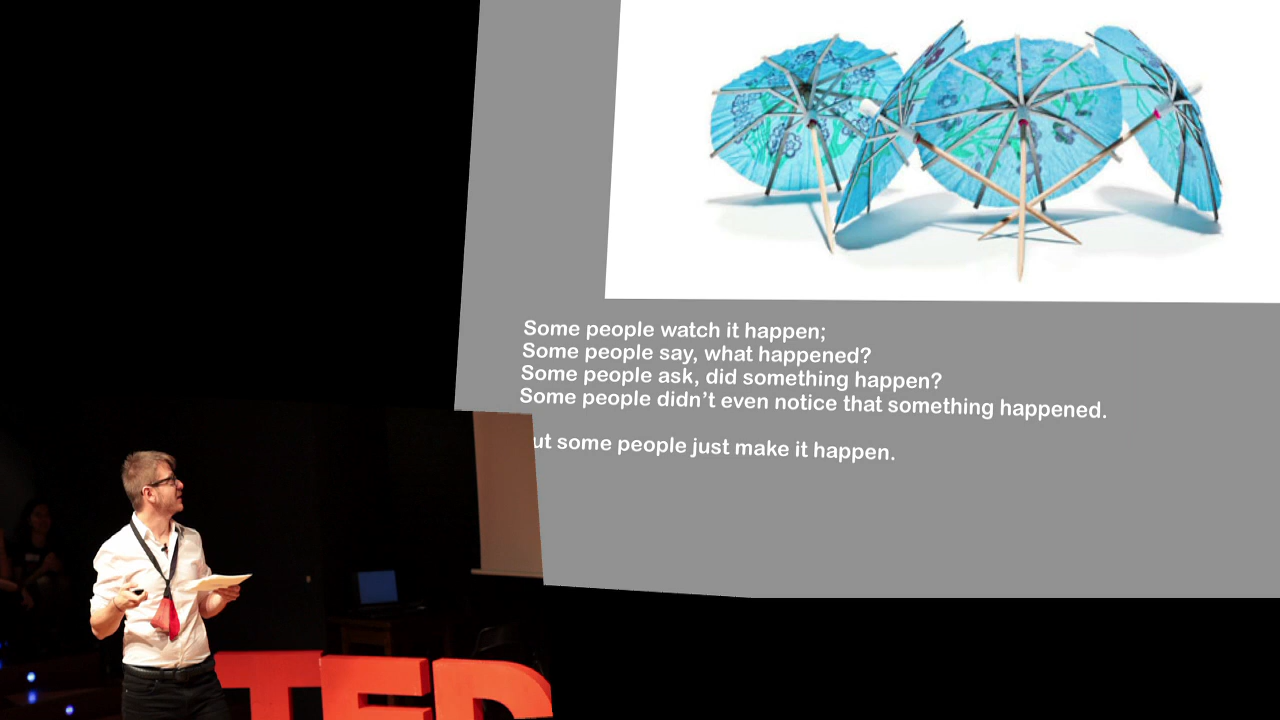 Some people watch it happen;
Some people say, what happened?
Some people ask, did something happen?
Some people didn't even notice that something happened.
ut some people just make it happen.
TED